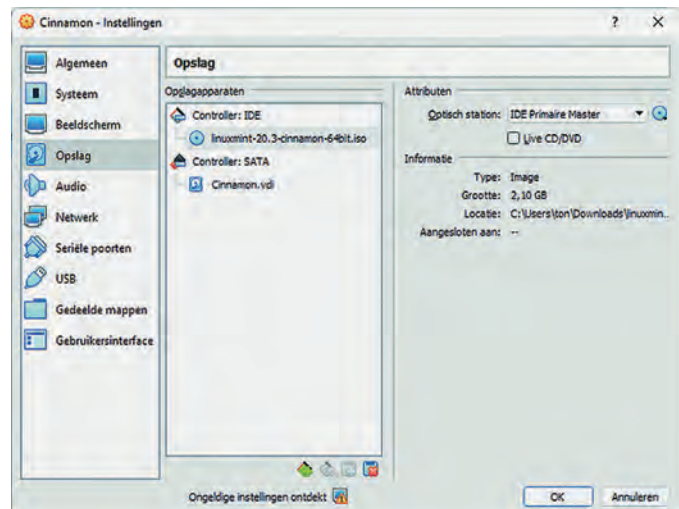 Cinnamon - Instellingen
? X
Algemeen
Systeem
Beeldscherm
Opslag
Audio
Netwerk
Seriële poorten
USB
Gedeelde mappen
Gebruikersinterface
Opslag
Opslagapparaten
Controller: IDE
linuxmint-20.3-cinnamon-64bit.iso
Controller: SATA
Cinnamon.vdi
Attributen
Optisch station: IDE Primaire Master
Live CD/DVD
Informatie
Type: Image
Grootte: 2,10 GB
Locatie: C:\Users\ton\Downloads\linuxmin...
Aangesloten aan: --
Ongeldige instellingen ontdekt
OK
Annuleren